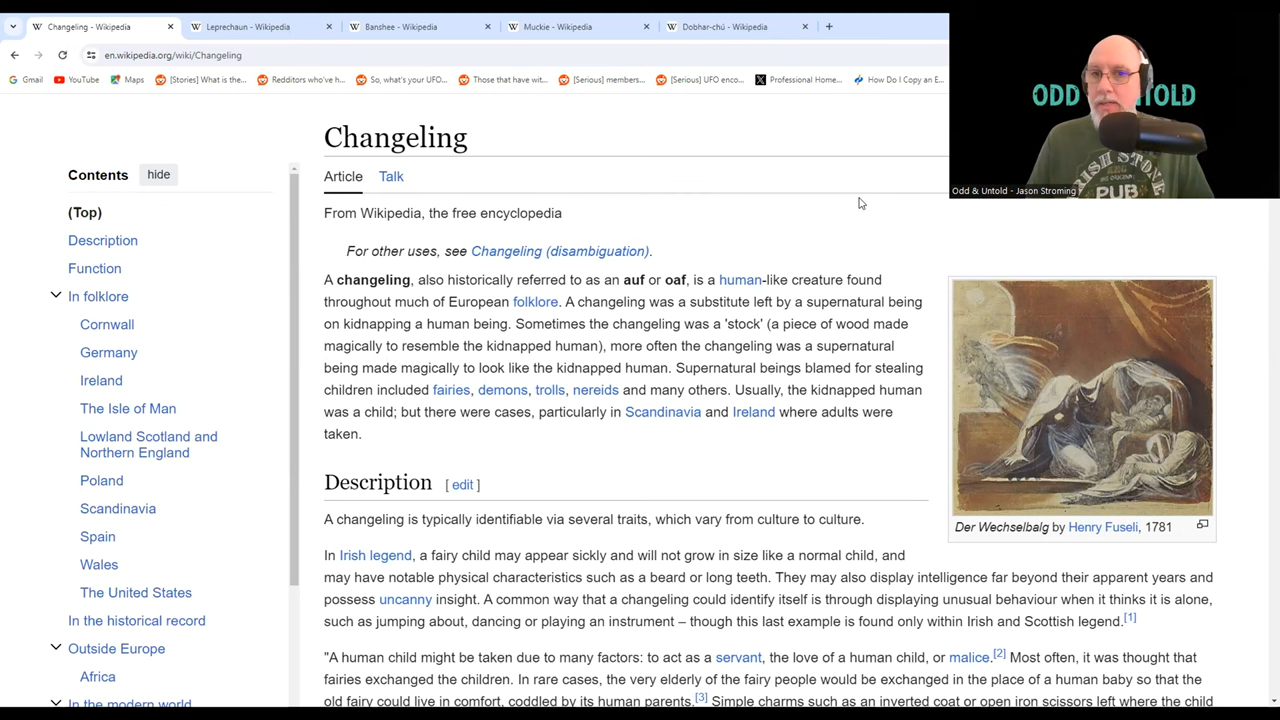 Changeling - Wikipedia
Leprechaun - Wikipedia
Banshee - Wikipedia
Muckie - Wikipedia
Dobhar-chú - Wikipedia
en.wikipedia.org/wiki/Changeling
Gmail
YouTube
Maps
[Stories] What is the...
Redditors who've h...
So, what's your UFO...
Those that have wit...
[Serious] members...
[Serious] UFO enco...
Professional Home...
How Do I Copy an E...
ODD
TOLD
IRISH STONE
PUB
Odd & Untold - Jason Stroming
Contents
hide
(Top)
Description
Function
In folklore
Cornwall
Germany
Ireland
The Isle of Man
Lowland Scotland and
Northern England
Poland
Scandinavia
Spain
Wales
The United States
In the historical record
Outside Europe
Africa
In the modern world
Changeling
Article
Talk
From Wikipedia, the free encyclopedia
For other uses, see Changeling (disambiguation).
A changeling, also historically referred to as an auf or oaf, is a human-like creature found
throughout much of European folklore. A changeling was a substitute left by a supernatural being
on kidnapping a human being. Sometimes the changeling was a 'stock' (a piece of wood made
magically to resemble the kidnapped human), more often the changeling was a supernatural
being made magically to look like the kidnapped human. Supernatural beings blamed for stealing
children included fairies, demons, trolls, nereids and many others. Usually, the kidnapped human
was a child; but there were cases, particularly in Scandinavia and Ireland where adults were
taken.
Der Wechselbalg by Henry Fuseli, 1781
Description [ edit ]
A changeling is typically identifiable via several traits, which vary from culture to culture.
In Irish legend, a fairy child may appear sickly and will not grow in size like a normal child, and
may have notable physical characteristics such as a beard or long teeth. They may also display intelligence far beyond their apparent years and
possess uncanny insight. A common way that a changeling could identify itself is through displaying unusual behaviour when it thinks it is alone,
such as jumping about, dancing or playing an instrument – though this last example is found only within Irish and Scottish legend.[1]
"A human child might be taken due to many factors: to act as a servant, the love of a human child, or malice.[2] Most often, it was thought that
fairies exchanged the children. In rare cases, the very elderly of the fairy people would be exchanged in the place of a human baby so that the
old fairy could live in comfort, coddled by its human parents.[3] Simple charms such as an inverted coat or open iron scissors left where the child